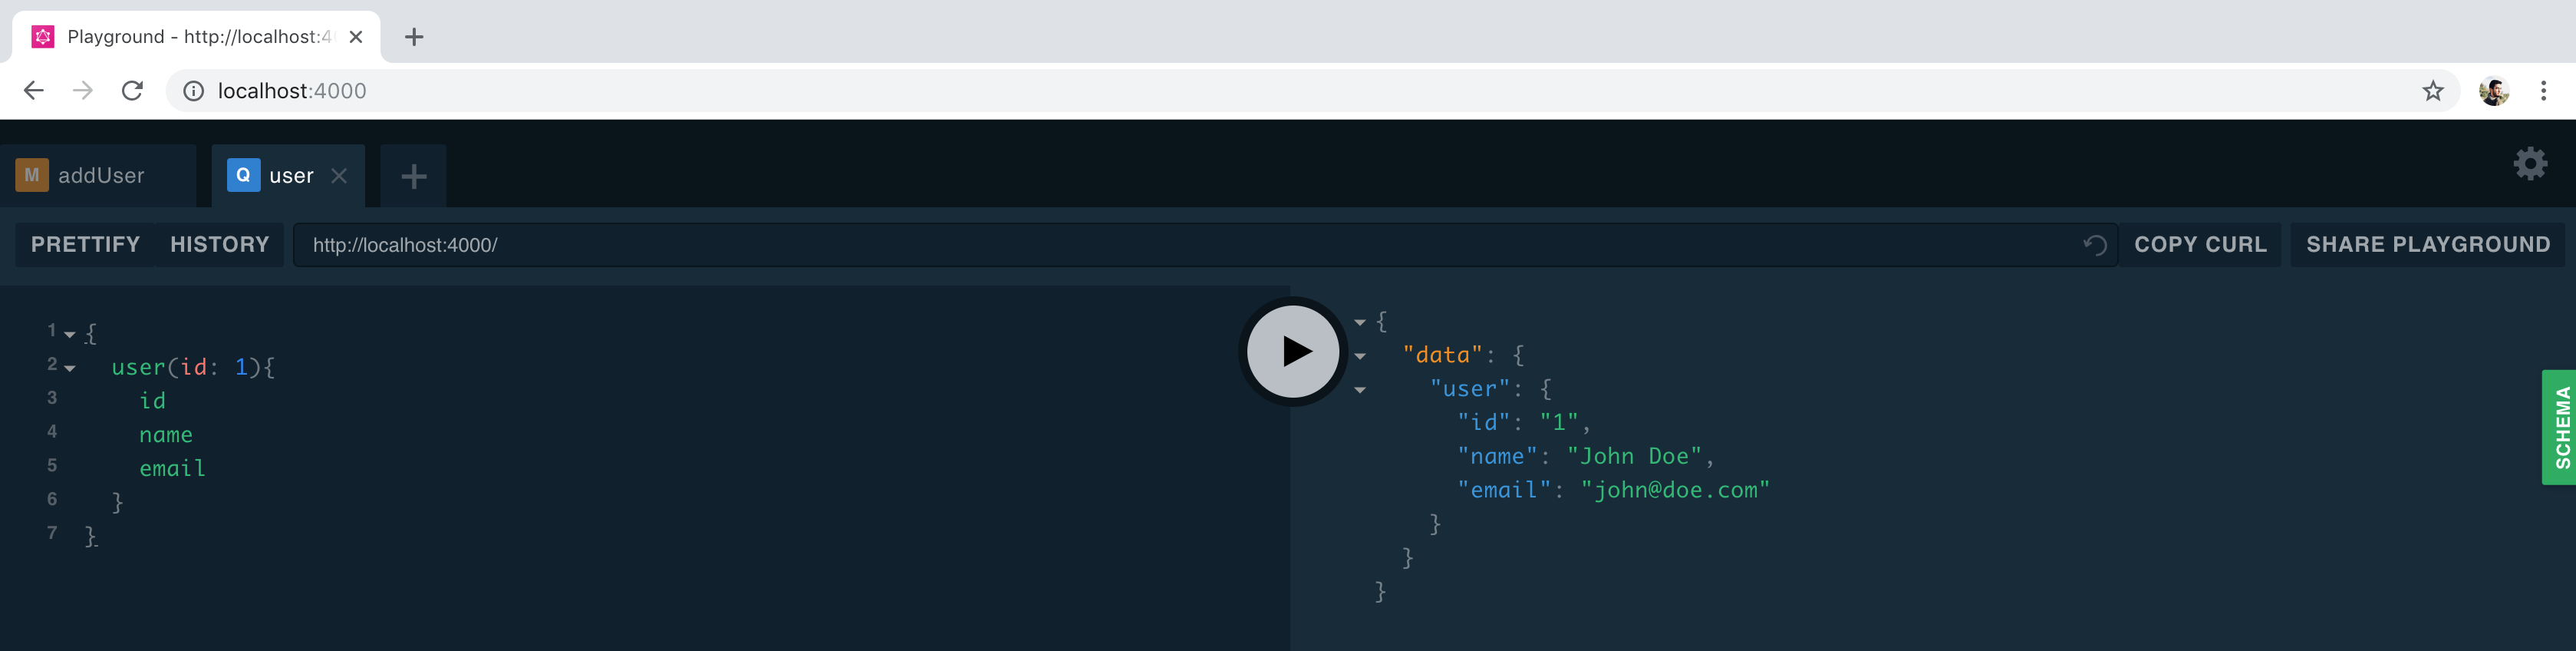 Playground - http://localhost:4
localhost:4000
M addUser
Q user
PRETTIFY HISTORY http://localhost:4000/ COPY CURL SHARE PLAYGROUND
1 {
2 user(id: 1){
3 id
4 name
5 email
6 }
7 }
{
"data": {
"user": {
"id": "1",
"name": "John Doe",
"email": "john@doe.com"
}
}
}
SCHEMA